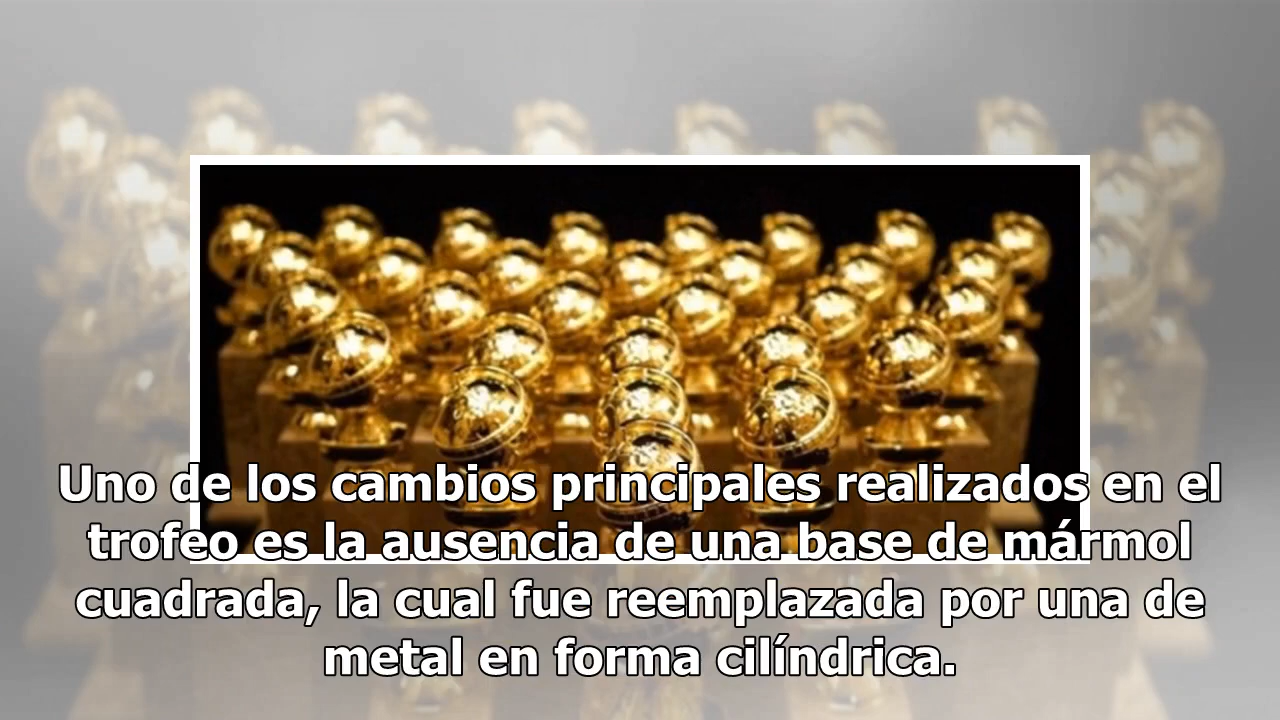 Uno de los cambios principales realizados en el
trofeo es la ausencia de una base de mármol
cuadrada, la cual fue reemplazada por una de
metal en forma cilíndrica.